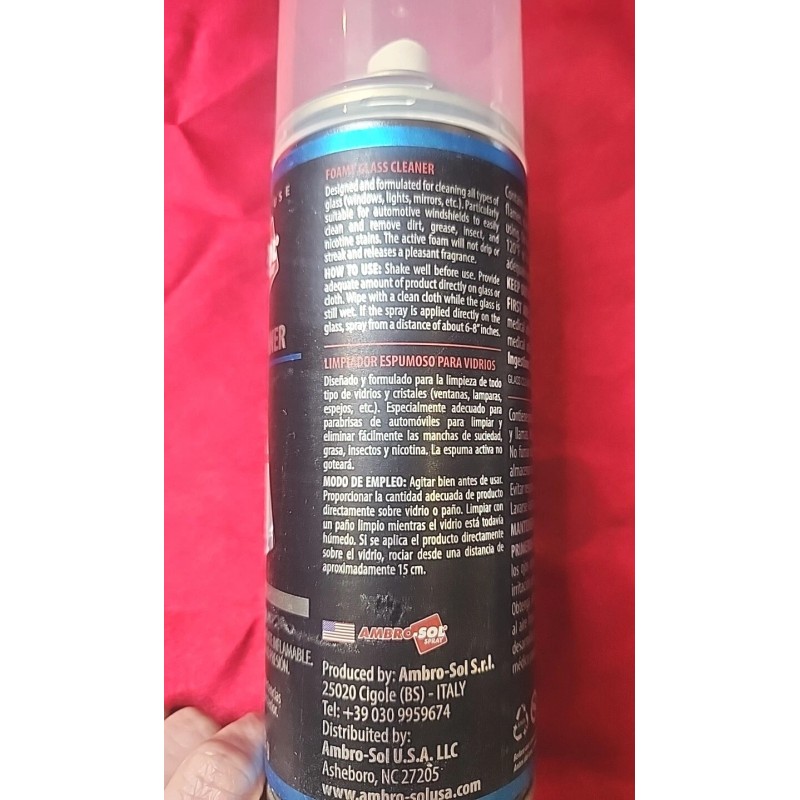 FOAMY GLASS CLEANER
Designed and formulated for cleaning all types of
glass (windows, lights, mirrors, etc.). Particularly
suitable for automotive windshields to easily
clean and remove dirt, grease, insect, and
nicotine stains. The active foam will not drip or
streak and releases a pleasant fragrance.
HOW TO USE: Shake well before use. Provide
adequate amount of product directly on glass or
cloth. Wipe with a clean cloth while the glass is
still wet. If the spray is applied directly on the
glass, spray from a distance of about 6-8" inches.
LIMPIADOR ESPUMOSO PARA VIDRIOS
Diseñado y formulado para la limpieza de todo
tipo de vidrios y cristales (ventanas, lamparas,
espejos, etc.). Especialmente adecuado para
parabrisas de automóviles para limpiar y
eliminar fácilmente las manchas de suciedad,
grasa, insectos y nicotina. La espuma activa no
goteará.
MODO DE EMPLEO: Agitar bien antes de usar.
Proporcionar la cantidad adecuada de producto
directamente sobre vidrio o paño. Limpiar con
un paño limpio mientras el vidrio está todavía
húmedo. SI se aplica el producto directamente
sobre el vidrio, rociar desde una distancia de
aproximadamente 15 cm.
AMBRO-SOL®
SPRAY
Produced by: Ambro-Sol S.r.l.
25020 Cigole (BS) - ITALY
Tel: +39 030 9959674
Distributed by:
Ambro-Sol U.S.A. LLC
Asheboro, NC 27205
www.ambro-solusa.com